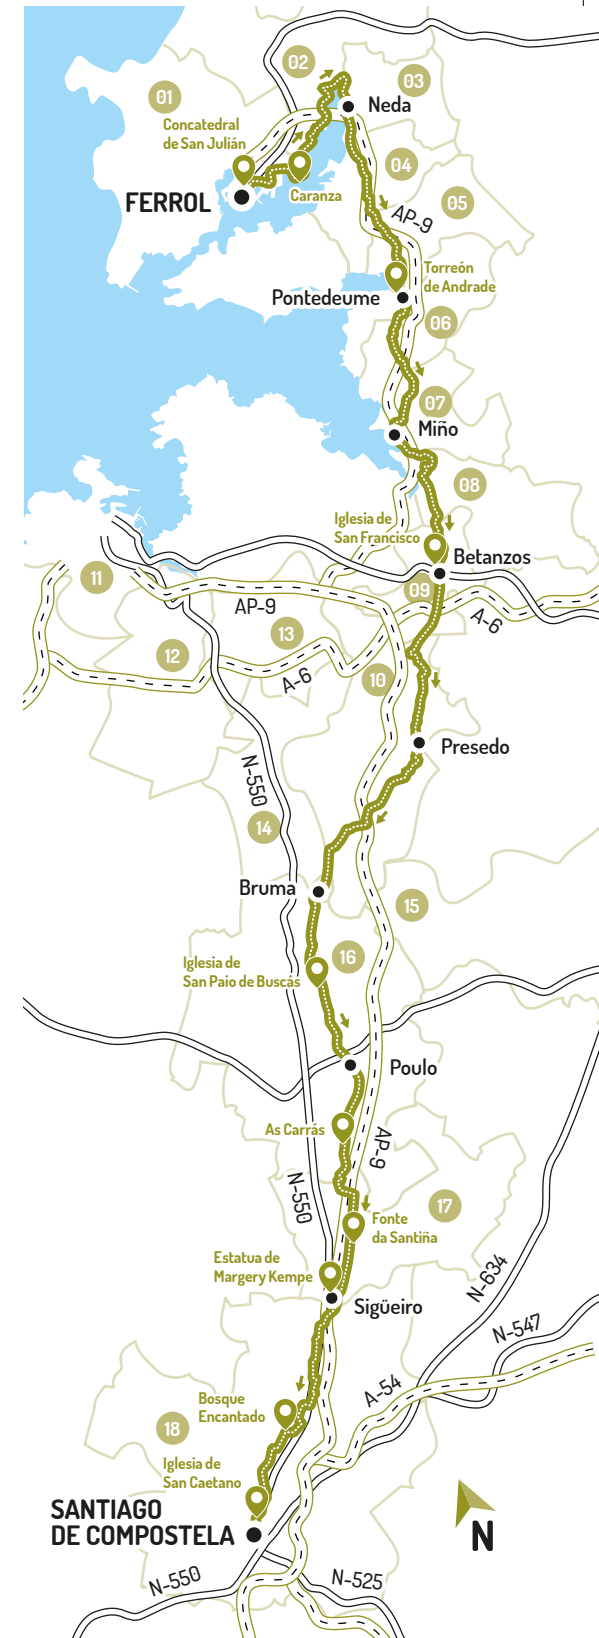 02
03
01
Neda
Concatedral
de San Julián
04
Caranza
05
FERROL
AP-9
Torreón
de Andrade
Pontedeume
06
07
Miño
08
Iglesia de
San Francisco
Betanzos
11
09
AP-9
A-6
13
12
10
A-6
Presedo
N-550
14
Bruma
15
16
Iglesia de
San Paio de Buscás
Poulo
As Carrás
AP-9
N-550
17
Fonte
da Santiña
Estatua de
Margery Kempe
N-634
Sigüeiro
N-547
A-54
Bosque
Encantado
18
Iglesia de
San Caetano
SANTIAGO
DE COMPOSTELA
N
N-550
N-525